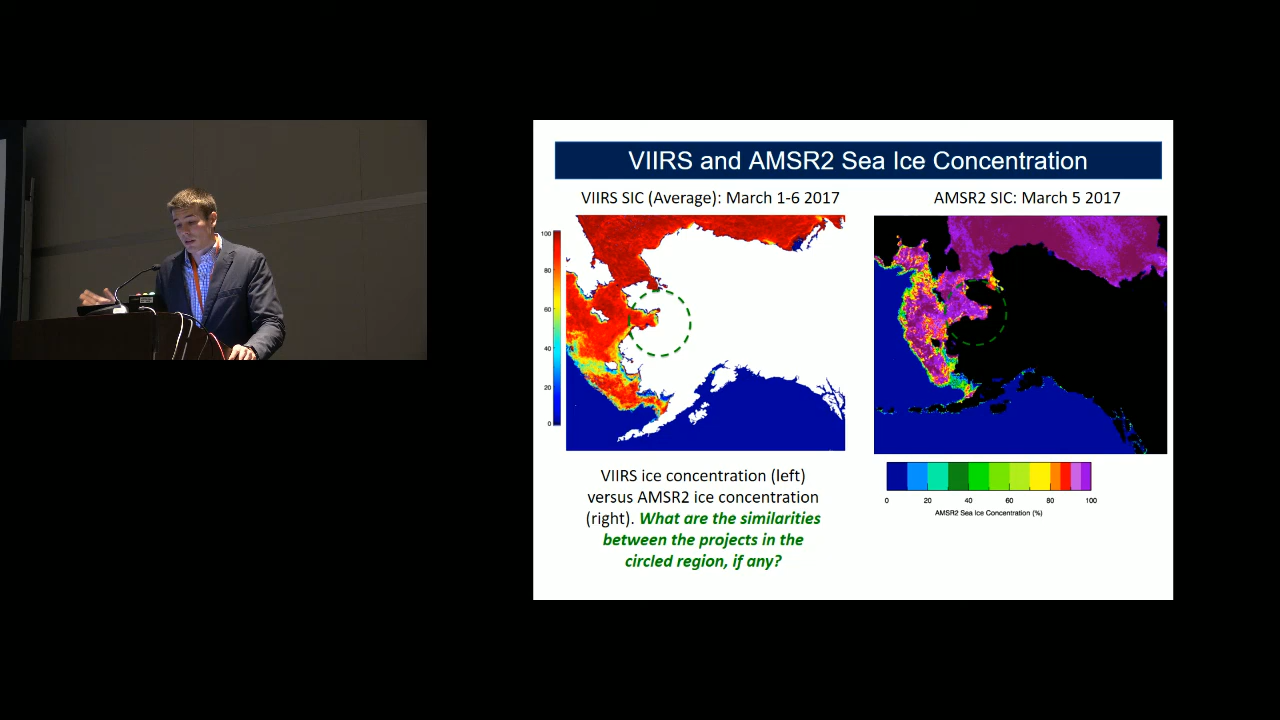 VIIRS and AMSR2 Sea Ice Concentration
VIIRS SIC (Average): March 1-6 2017
AMSR2 SIC: March 5 2017
100
80
60
40
20
0
VIIRS ice concentration (left)
versus AMSR2 ice concentration
(right). What are the similarities
between the projects in the
circled region, if any?
0 20 40 60 80 100
AMSR2 Sea Ice Concentration (%)